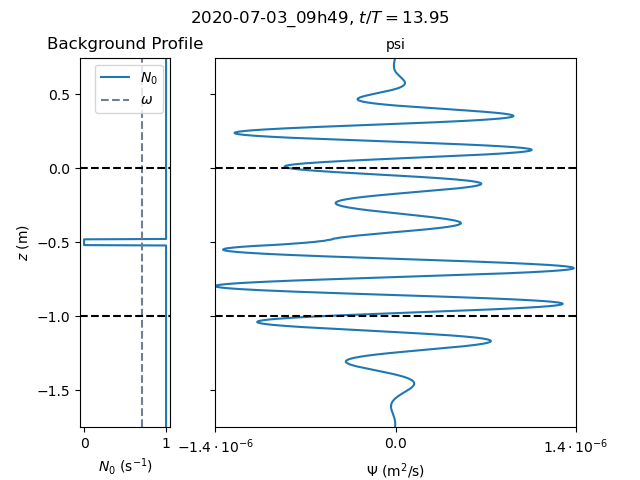 2020-07-03_09h49, t/T = 13.95
Background Profile
psi
N₀
ω
z (m)
0.5
0.0
−0.5
−1.0
−1.5
0 1
N₀ (s⁻¹)
−1.4 · 10⁻⁶ 0.0 1.4 · 10⁻⁶
Ψ (m²/s)